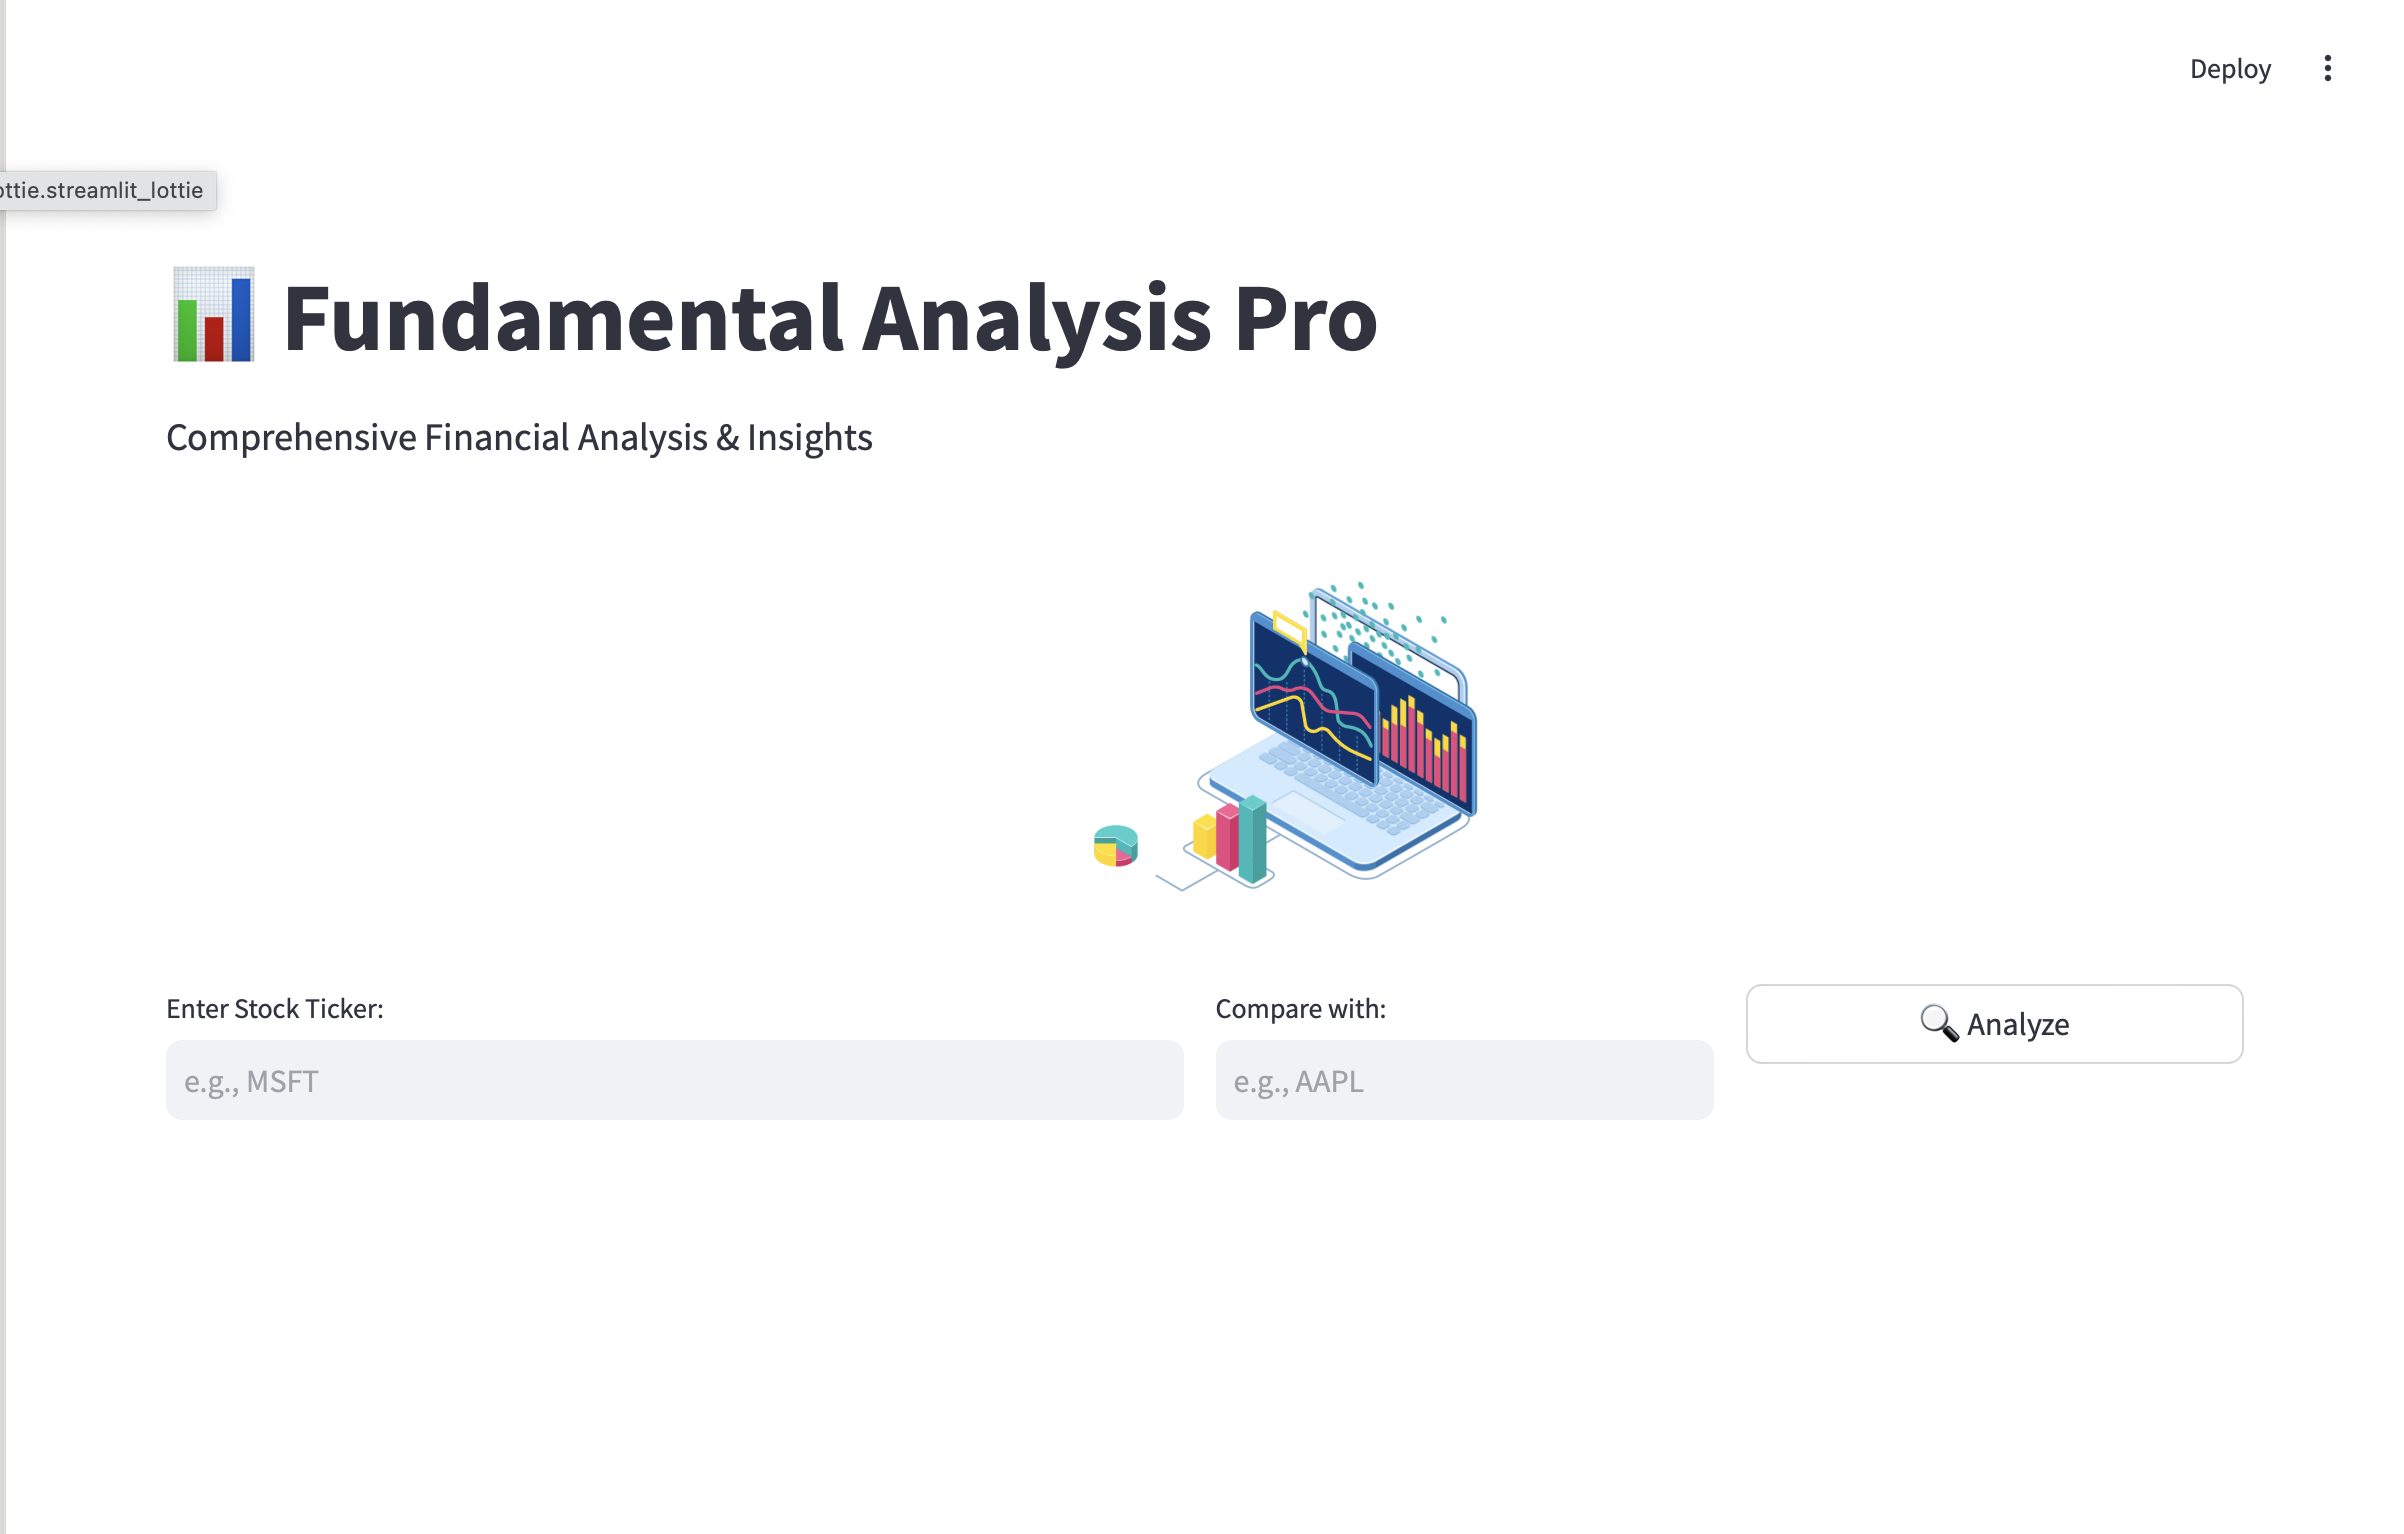 Deploy
ottie.streamlit_lottie
Fundamental Analysis Pro
Comprehensive Financial Analysis & Insights
Enter Stock Ticker:
Compare with:
Analyze
e.g., MSFT
e.g., AAPL